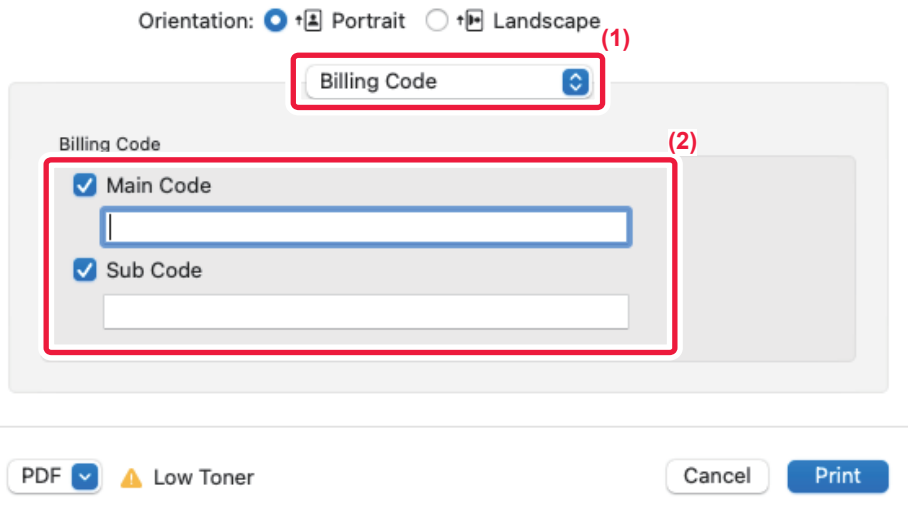 Orientation: Portrait Landscape
(1)
Billing Code
Billing Code
(2)
Main Code
Sub Code
PDF Low Toner Cancel Print